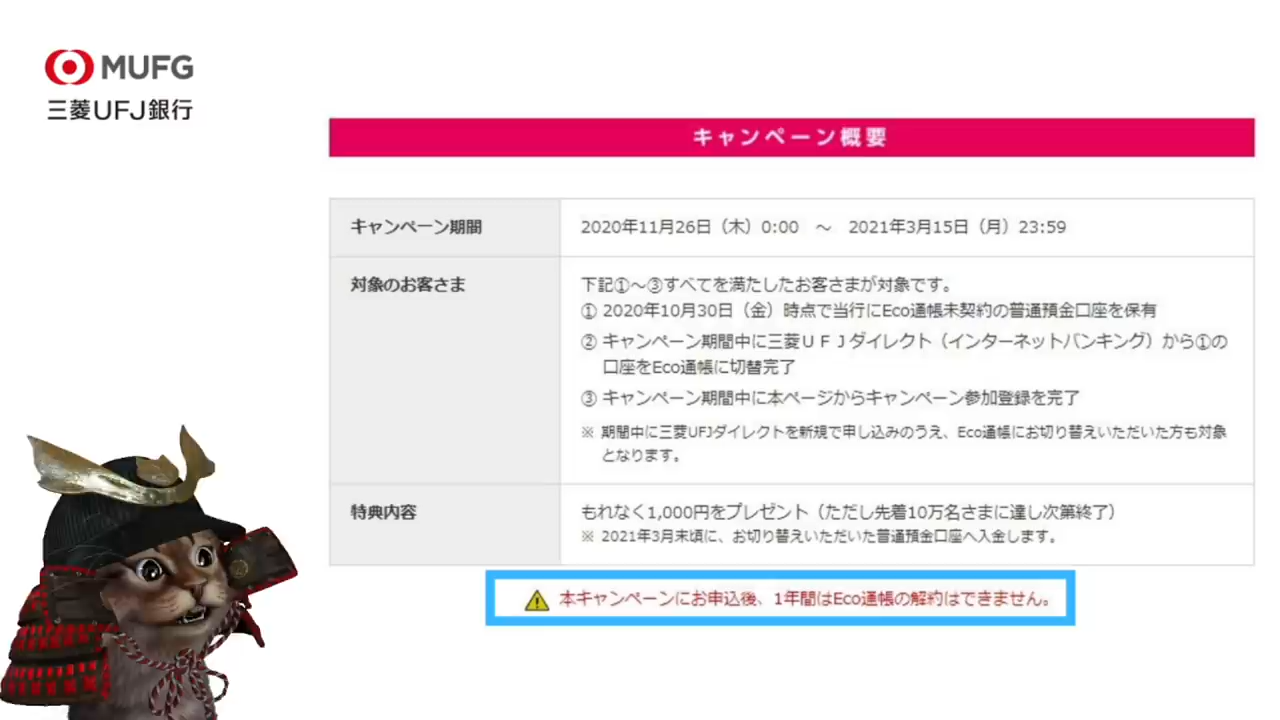 MUFG
三菱UFJ銀行
キャンペーン概要
キャンペーン期間
2020年11月26日（木）0:00 ～ 2021年3月15日（月）23:59
対象のお客さま
下記①～③すべてを満たしたお客さまが対象です。
① 2020年10月30日（金）時点で当行にEco通帳未契約の普通預金口座を保有
② キャンペーン期間中に三菱ＵＦＪダイレクト（インターネットバンキング）から①の
口座をEco通帳に切替完了
③ キャンペーン期間中に本ページからキャンペーン参加登録を完了
※ 期間中に三菱UFJダイレクトを新規で申し込みのうえ、Eco通帳にお切り替えいただいた方も対象
となります。
特典内容
もれなく1,000円をプレゼント（ただし先着10万名さまに達し次第終了）
※ 2021年3月末頃に、お切り替えいただいた普通預金口座へ入金します。
本キャンペーンにお申込後、1年間はEco通帳の解約はできません。